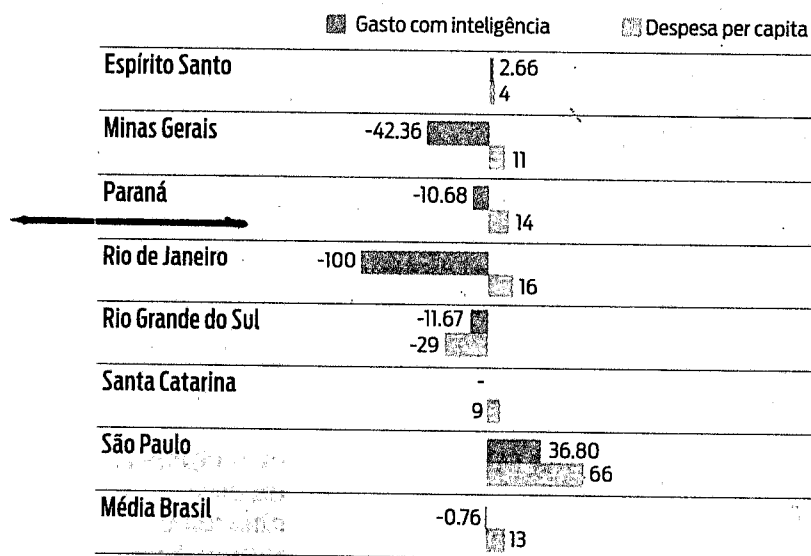 Gasto com inteligência Despesa per capita
Espírito Santo 2.66
4
Minas Gerais -42.36
11
Paraná -10.68
14
Rio de Janeiro -100
16
Rio Grande do Sul -11.67
-29
Santa Catarina -
9
São Paulo 36.80
66
Média Brasil -0.76
13